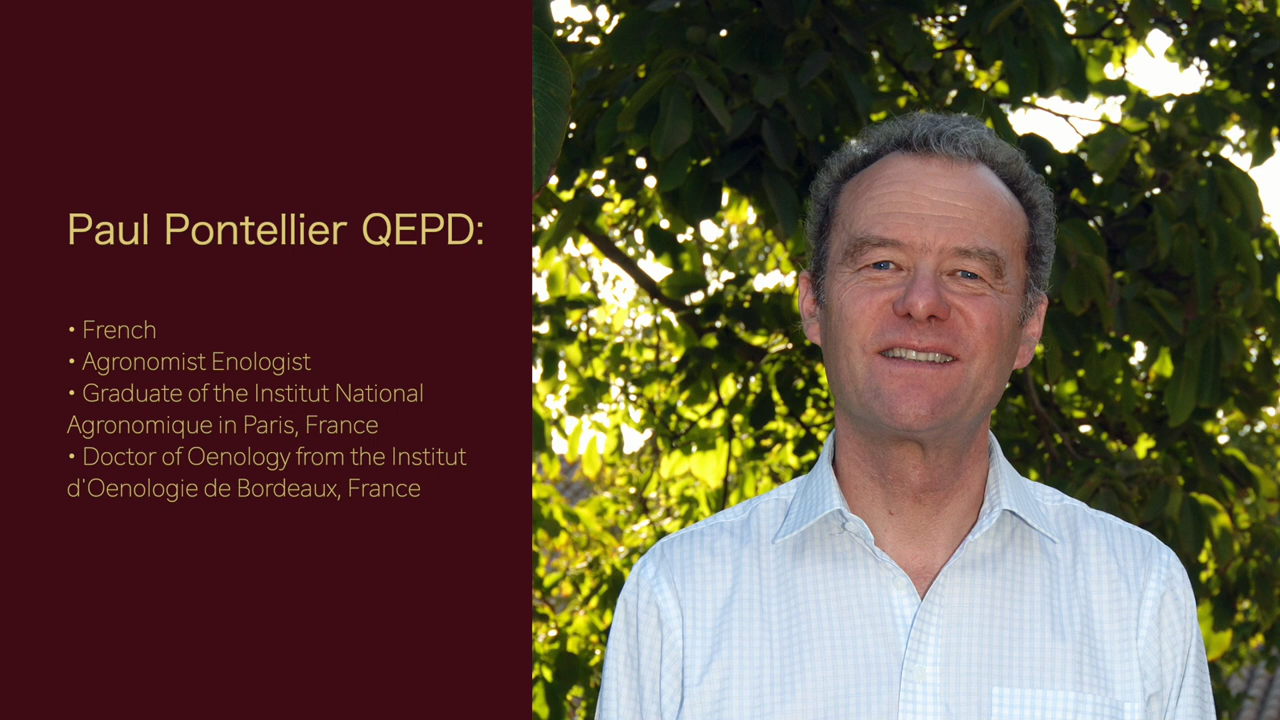 Paul Pontellier QEPD:
• French
• Agronomist Enologist
• Graduate of the Institut National
Agronomique in Paris, France
• Doctor of Oenology from the Institut
d'Oenologie de Bordeaux, France